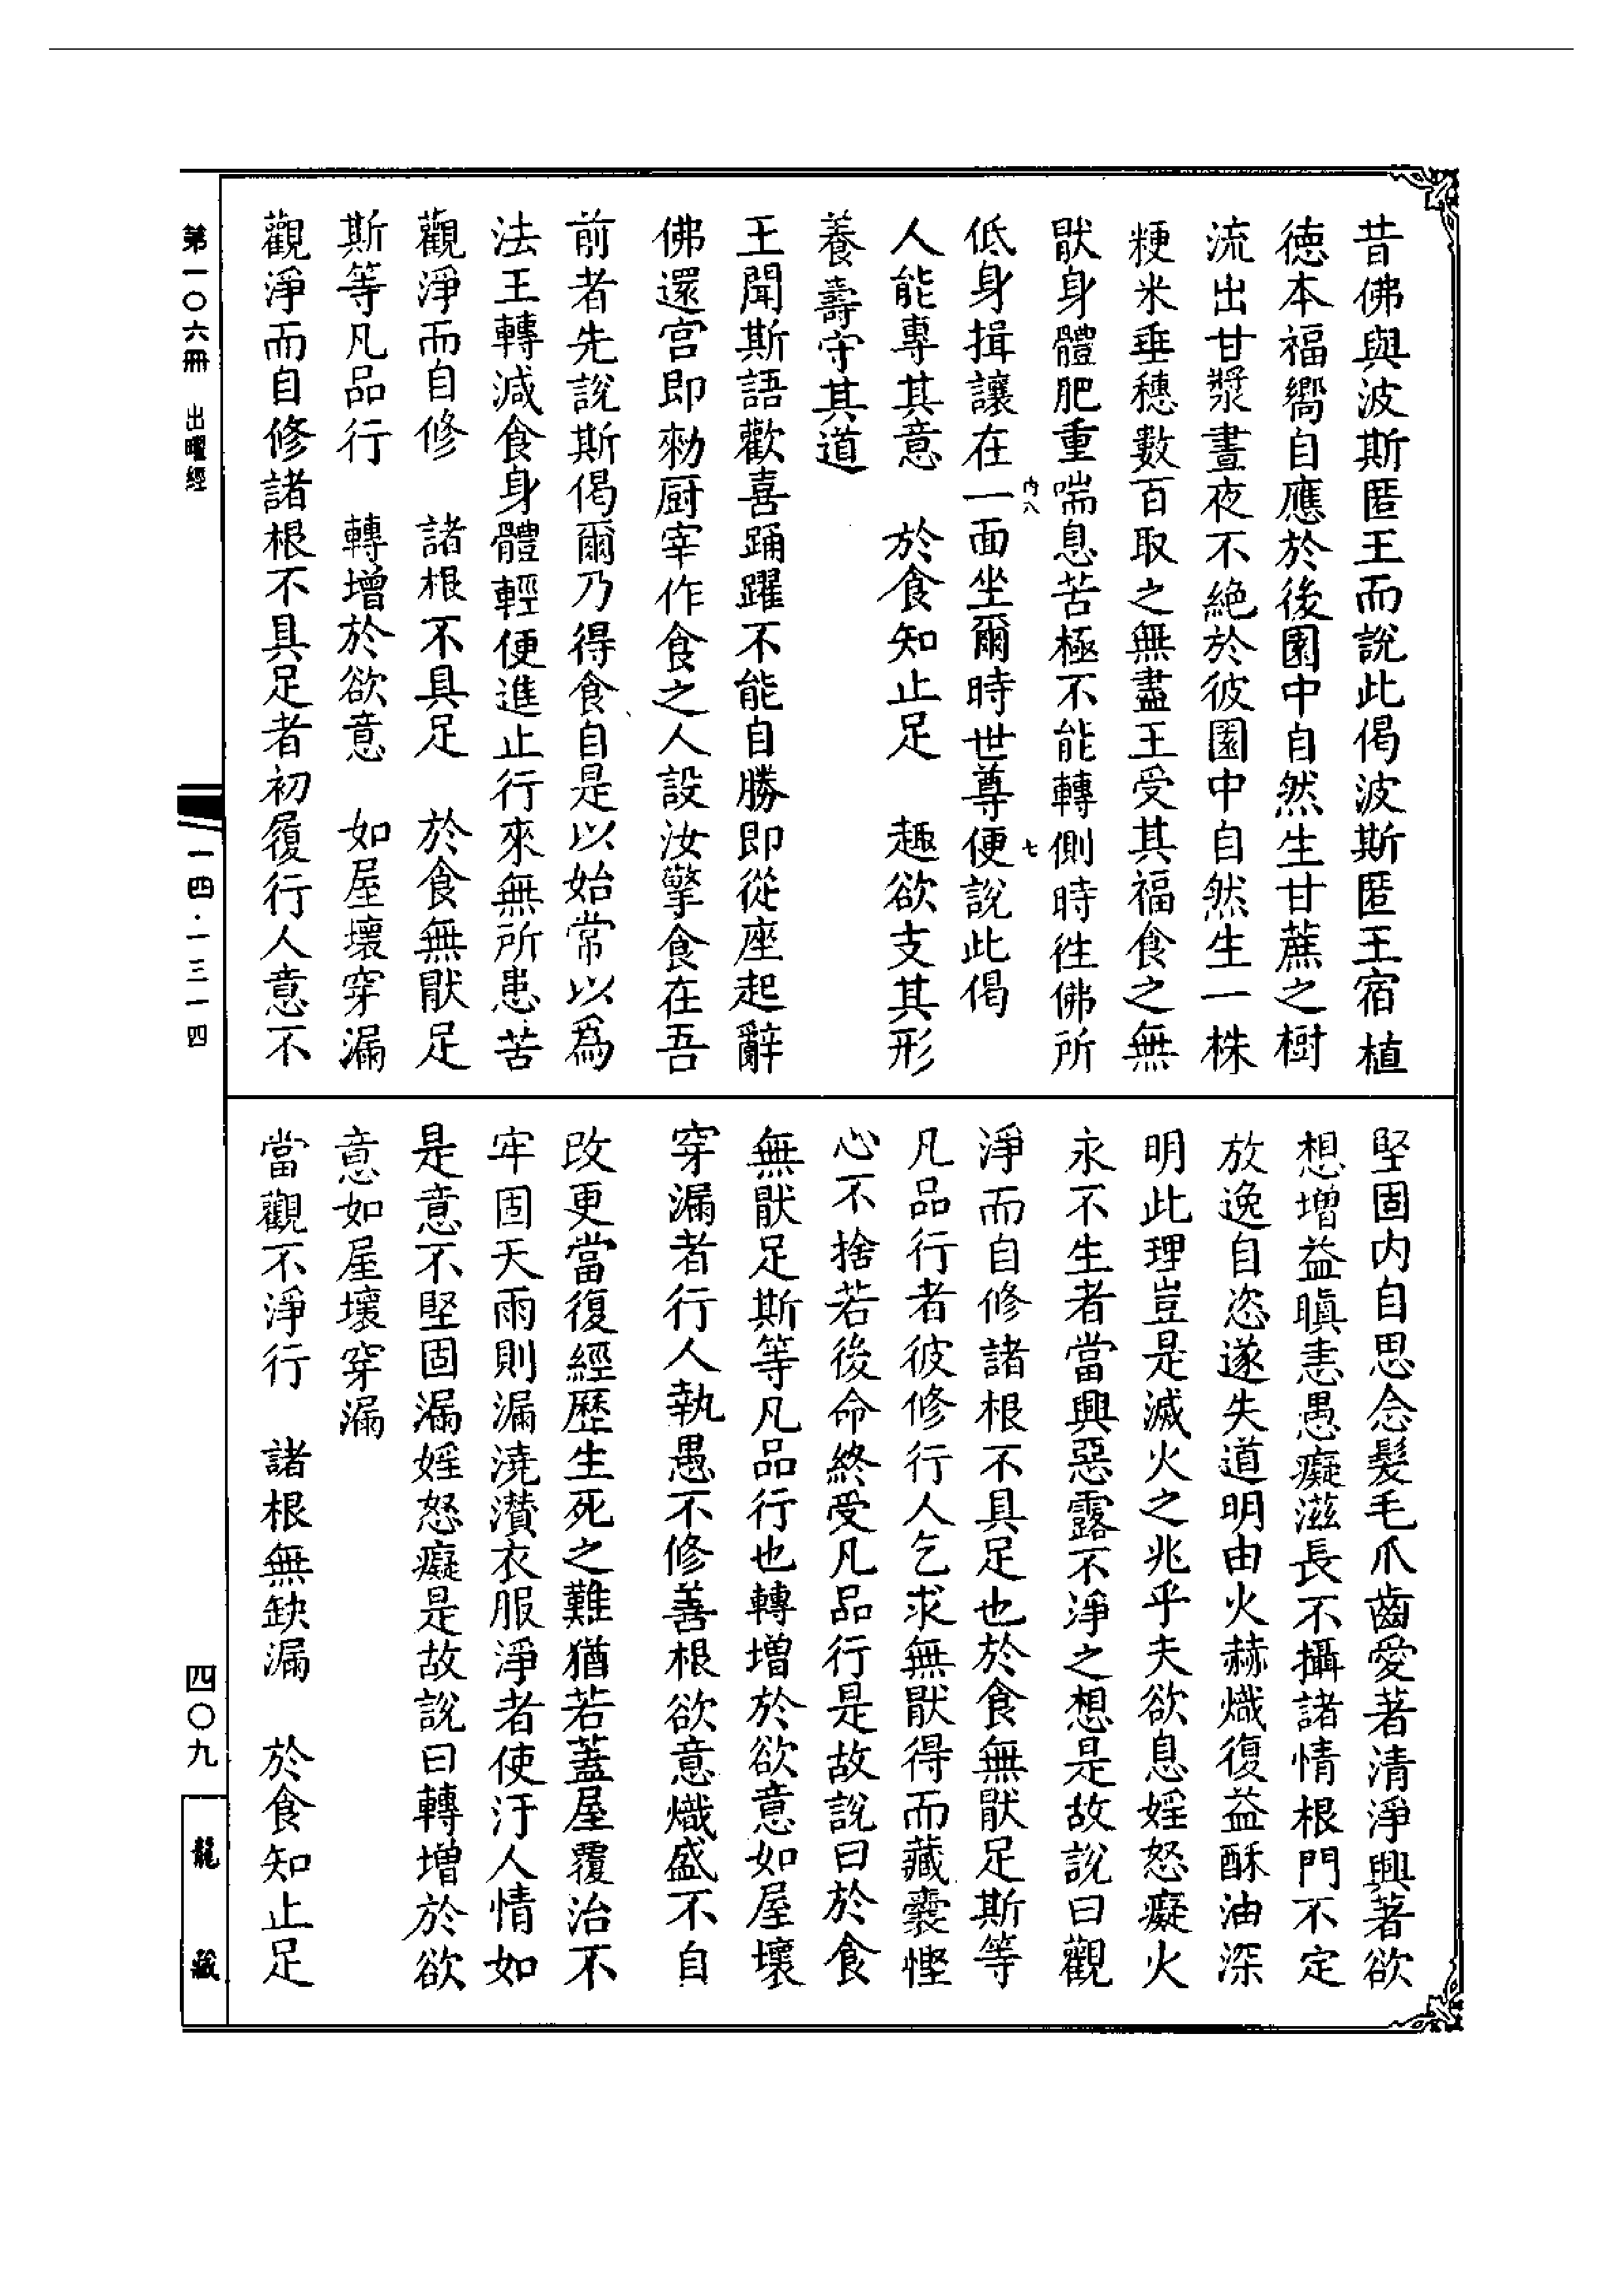 昔佛與波斯匿王而說此偈波斯匿王宿植
德本福嚮自應於後園中自然生甘蔗之樹
流出甘漿晝夜不絕於彼園中自然生一株
粳米垂穗數百取之無盡王受其福食之無
猒身體肥重喘息苦極不能轉側時往佛所
内八 七
低身揖讓在一面坐爾時世尊便說此偈
人能專其意 於食知止足 趣欲支其形
養壽守其道
王聞斯語歡喜踊躍不能自勝即從座起辭
佛還宮即勑厨宰作食之人設汝擎食在吾
前者先說斯偈爾乃得食自是以始常以為
法王轉減食身體輕便進止行來無所患苦
觀淨而自修 諸根不具足 於食無猒足
斯等凡品行 轉增於欲意 如屋壞穿漏
觀淨而自修諸根不具足者初履行人意不
堅固内自思念髮毛爪齒愛著清淨興著欲
想增益瞋恚愚癡滋長不攝諸情根門不定
放逸自恣遂失道明由火赫熾復益酥油深
明此理豈是滅火之兆乎夫欲息婬怒癡火
永不生者當興惡露不淨之想是故說曰觀
淨而自修諸根不具足也於食無猒足斯等
凡品行者彼修行人乞求無猒得而藏囊慳
心不捨若後命終受凡品行是故說曰於食
無猒足斯等凡品行也轉增於欲意如屋壞
穿漏者行人執愚不修善根欲意熾盛不自
改更當復經歷生死之難猶若蓋屋覆治不
牢固天雨則漏澆瀆衣服淨者使汙人情如
是意不堅固漏婬怒癡是故說曰轉增於欲
意如屋壞穿漏
當觀不淨行 諸根無缺漏 於食知止足
第一〇六冊 出曜經
一四·一三一四
四〇九
龍藏